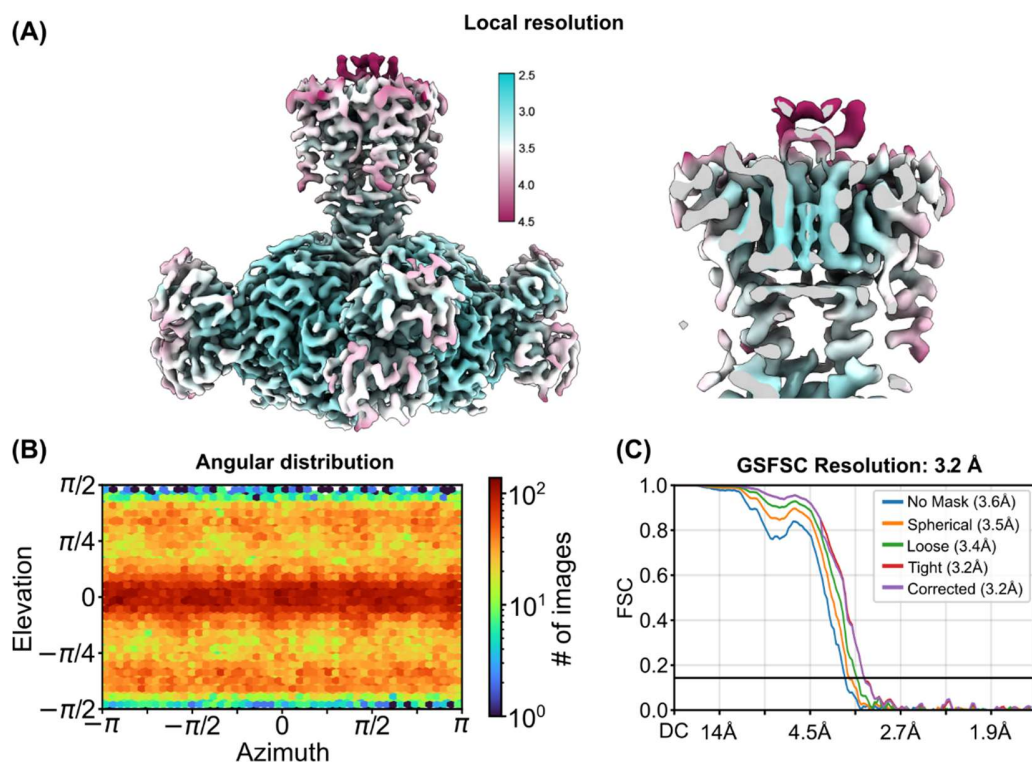 (A)
Local resolution
2.5
3.0
3.5
4.0
4.5
(B)
Angular distribution
π/2
π/4
0
−π/4
−π/2
Elevation
−π
−π/2
0
π/2
π
Azimuth
10²
10¹
10⁰
# of images
(C)
GSFSC Resolution: 3.2 Å
1.0
0.8
0.6
0.4
0.2
0.0
FSC
No Mask (3.6Å)
Spherical (3.5Å)
Loose (3.4Å)
Tight (3.2Å)
Corrected (3.2Å)
DC
14Å
4.5Å
2.7Å
1.9Å